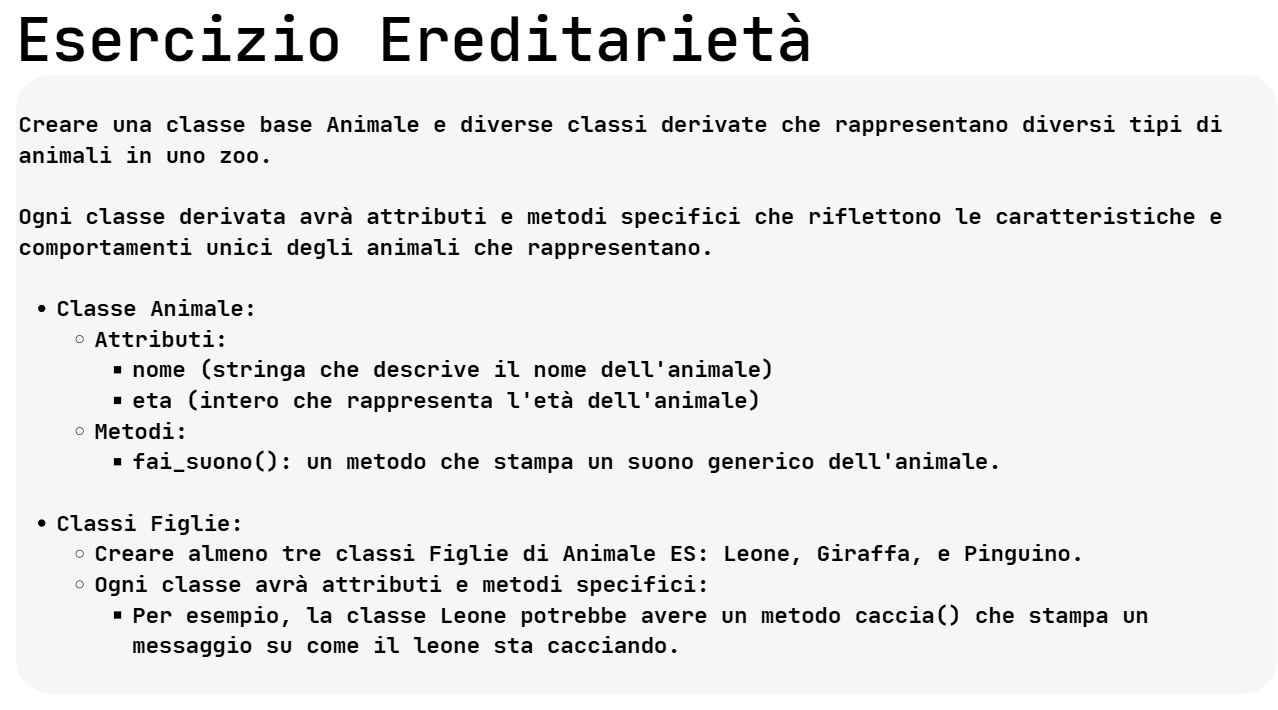 Esercizio Ereditarietà
Creare una classe base Animale e diverse classi derivate che rappresentano diversi tipi di
animali in uno zoo.
Ogni classe derivata avrà attributi e metodi specifici che riflettono le caratteristiche e
comportamenti unici degli animali che rappresentano.
• Classe Animale:
○ Attributi:
▪ nome (stringa che descrive il nome dell'animale)
▪ eta (intero che rappresenta l'età dell'animale)
○ Metodi:
▪ fai_suono(): un metodo che stampa un suono generico dell'animale.
• Classi Figlie:
○ Creare almeno tre classi Figlie di Animale ES: Leone, Giraffa, e Pinguino.
○ Ogni classe avrà attributi e metodi specifici:
▪ Per esempio, la classe Leone potrebbe avere un metodo caccia() che stampa un
messaggio su come il leone sta cacciando.